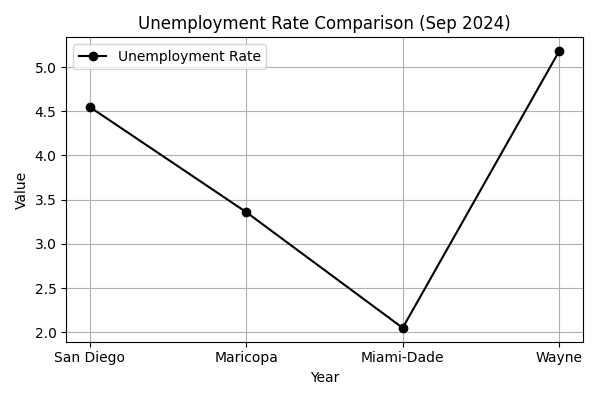 Unemployment Rate Comparison (Sep 2024)
Unemployment Rate
Value
5.0
4.5
4.0
3.5
3.0
2.5
2.0
San Diego Maricopa Miami-Dade Wayne
Year